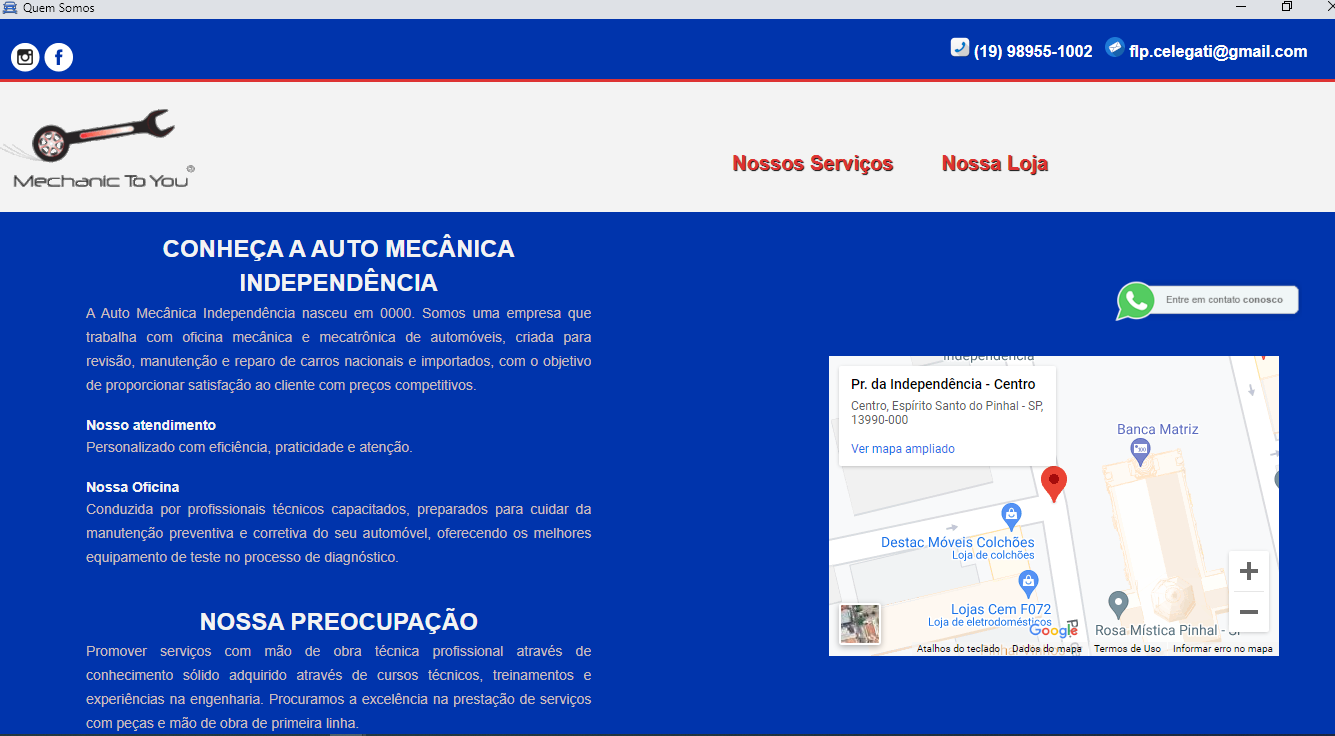 Quem Somos
(19) 98955-1002 flp.celegati@gmail.com
Mechanic To You®
Nossos Serviços Nossa Loja
CONHEÇA A AUTO MECÂNICA
INDEPENDÊNCIA
A Auto Mecânica Independência nasceu em 0000. Somos uma empresa que
trabalha com oficina mecânica e mecatrônica de automóveis, criada para
revisão, manutenção e reparo de carros nacionais e importados, com o objetivo
de proporcionar satisfação ao cliente com preços competitivos.
Nosso atendimento
Personalizado com eficiência, praticidade e atenção.
Nossa Oficina
Conduzida por profissionais técnicos capacitados, preparados para cuidar da
manutenção preventiva e corretiva do seu automóvel, oferecendo os melhores
equipamento de teste no processo de diagnóstico.
NOSSA PREOCUPAÇÃO
Promover serviços com mão de obra técnica profissional através de
conhecimento sólido adquirido através de cursos técnicos, treinamentos e
experiências na engenharia. Procuramos a excelência na prestação de serviços
com peças e mão de obra de primeira linha.
Entre em contato conosco
Independência
Pr. da Independência - Centro
Centro, Espírito Santo do Pinhal - SP,
13990-000
Ver mapa ampliado
Banca Matriz
Destac Móveis Colchões
Loja de colchões
Lojas Cem F072
Loja de eletrodomésticos
Google
Rosa Mística Pinhal -
Atalhos do teclado Dados do mapa Termos de Uso Informar erro no mapa